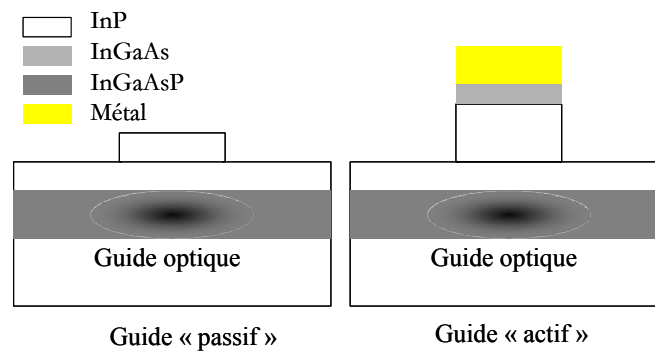 InP
InGaAs
InGaAsP
Métal
Guide optique
Guide optique
Guide « passif »
Guide « actif »